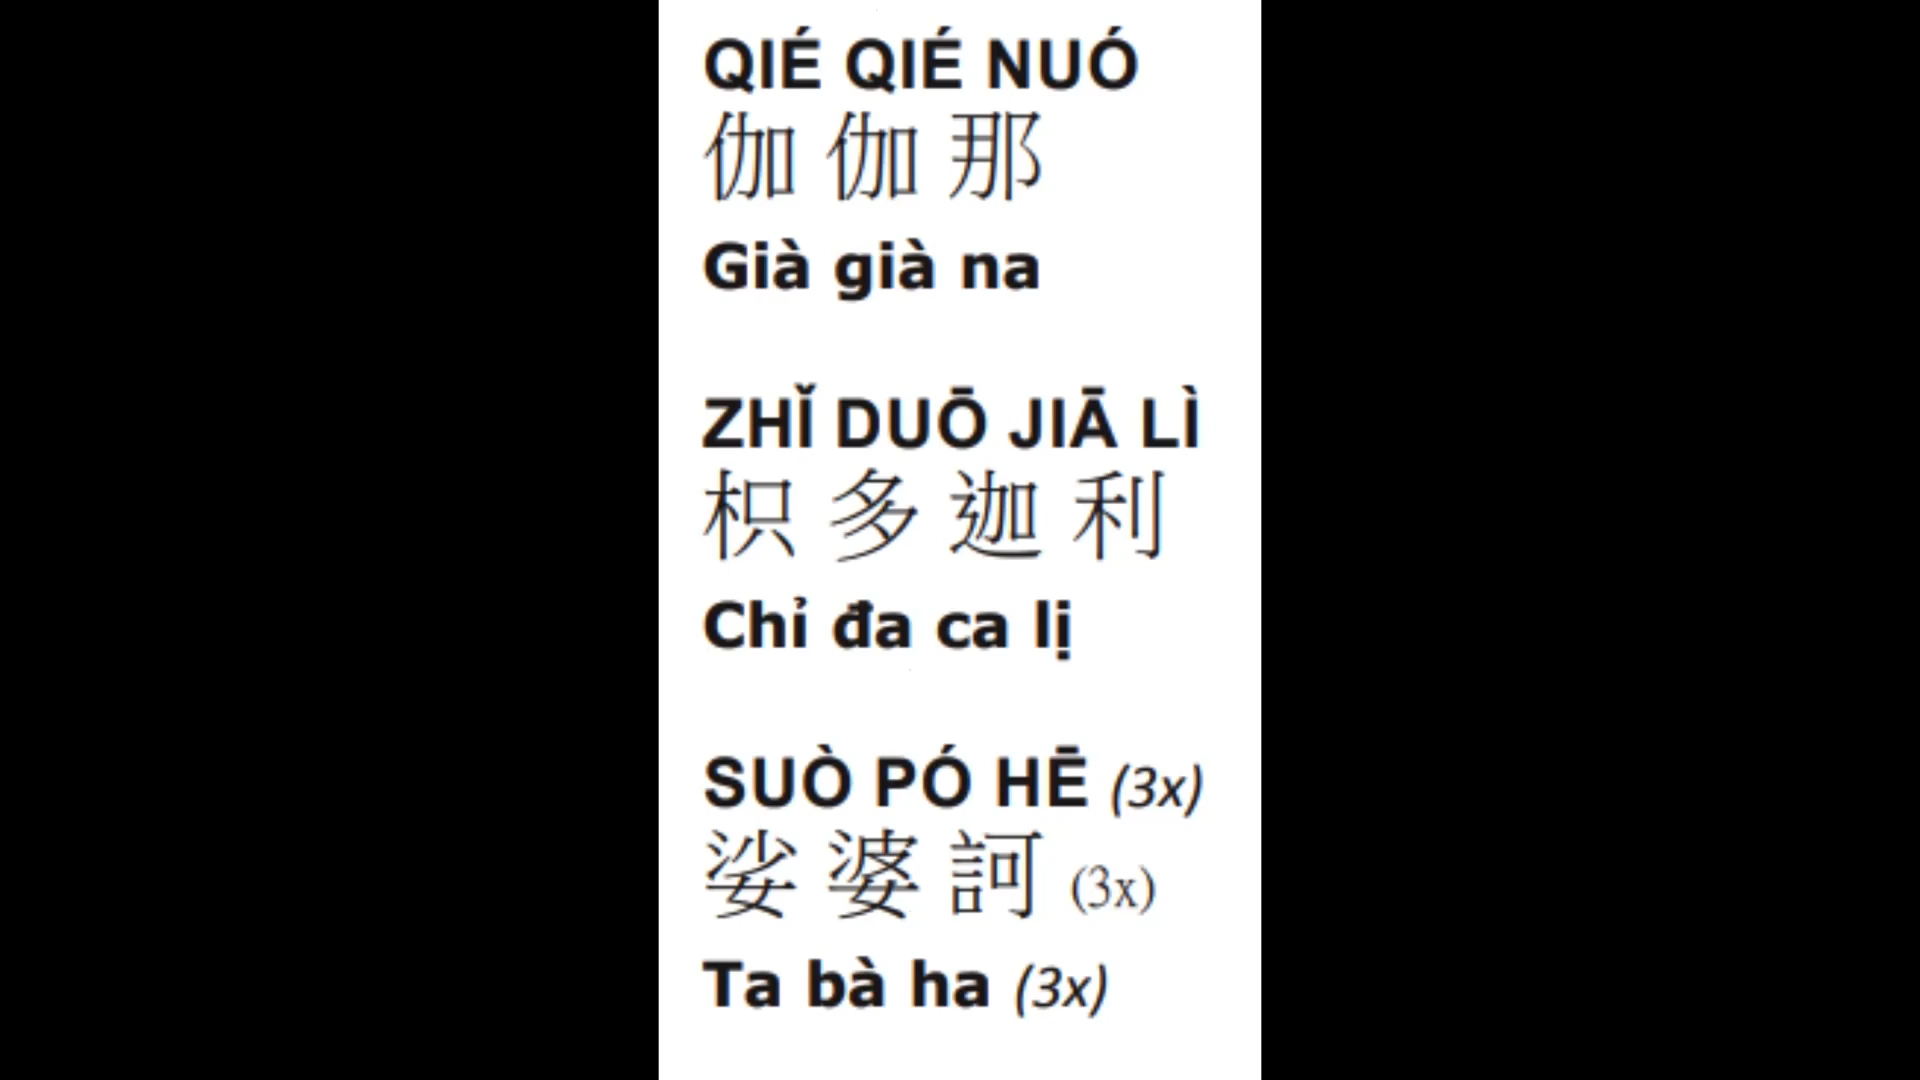 QIÉ QIÉ NUÓ
伽 伽 那
Già già na
ZHǏ DUŌ JIĀ LÌ
枳 多 迦 利
Chỉ đa ca lị
SUÒ PÓ HĒ (3x)
娑 婆 訶 (3x)
Ta bà ha (3x)